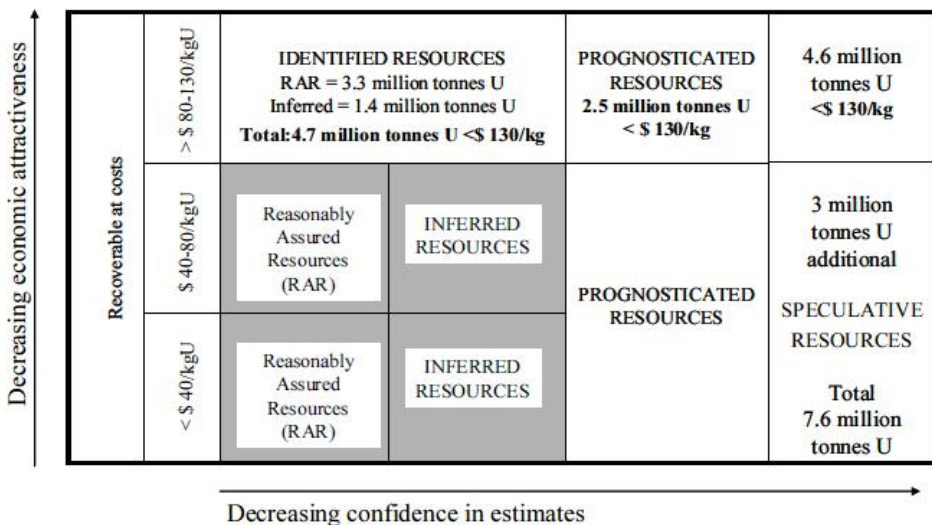 Decreasing economic attractiveness
Recoverable at costs
> $ 80-130/kgU
IDENTIFIED RESOURCES
RAR = 3.3 million tonnes U
Inferred = 1.4 million tonnes U
Total:4.7 million tonnes U <$ 130/kg
PROGNOSTICATED
RESOURCES
2.5 million tonnes U
< $ 130/kg
4.6 million
tonnes U
<$ 130/kg
$ 40-80/kgU
Reasonably
Assured
Resources
(RAR)
INFERRED
RESOURCES
PROGNOSTICATED
RESOURCES
3 million
tonnes U
additional
SPECULATIVE
RESOURCES
Total
7.6 million
tonnes U
< $ 40/kgU
Reasonably
Assured
Resources
(RAR)
INFERRED
RESOURCES
Decreasing confidence in estimates